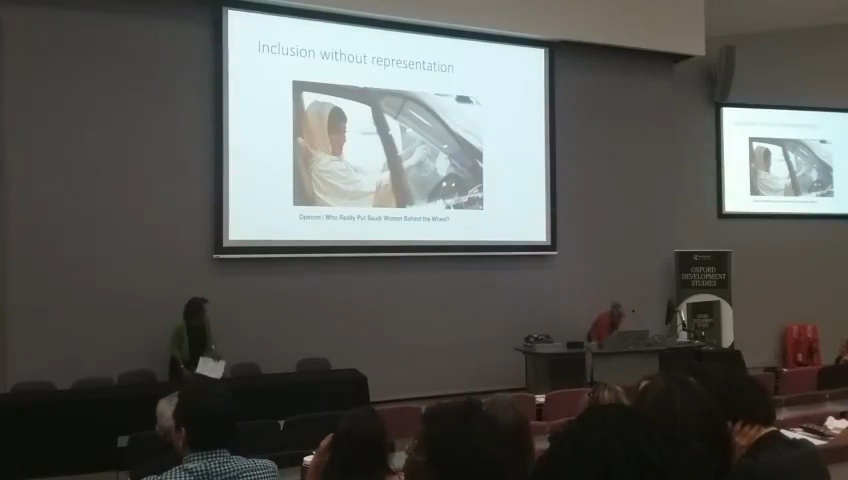 Inclusion without representation
Opinion | Who Really Put Saudi Women Behind the Wheel?
OXFORD
DEVELOPMENT
STUDIES